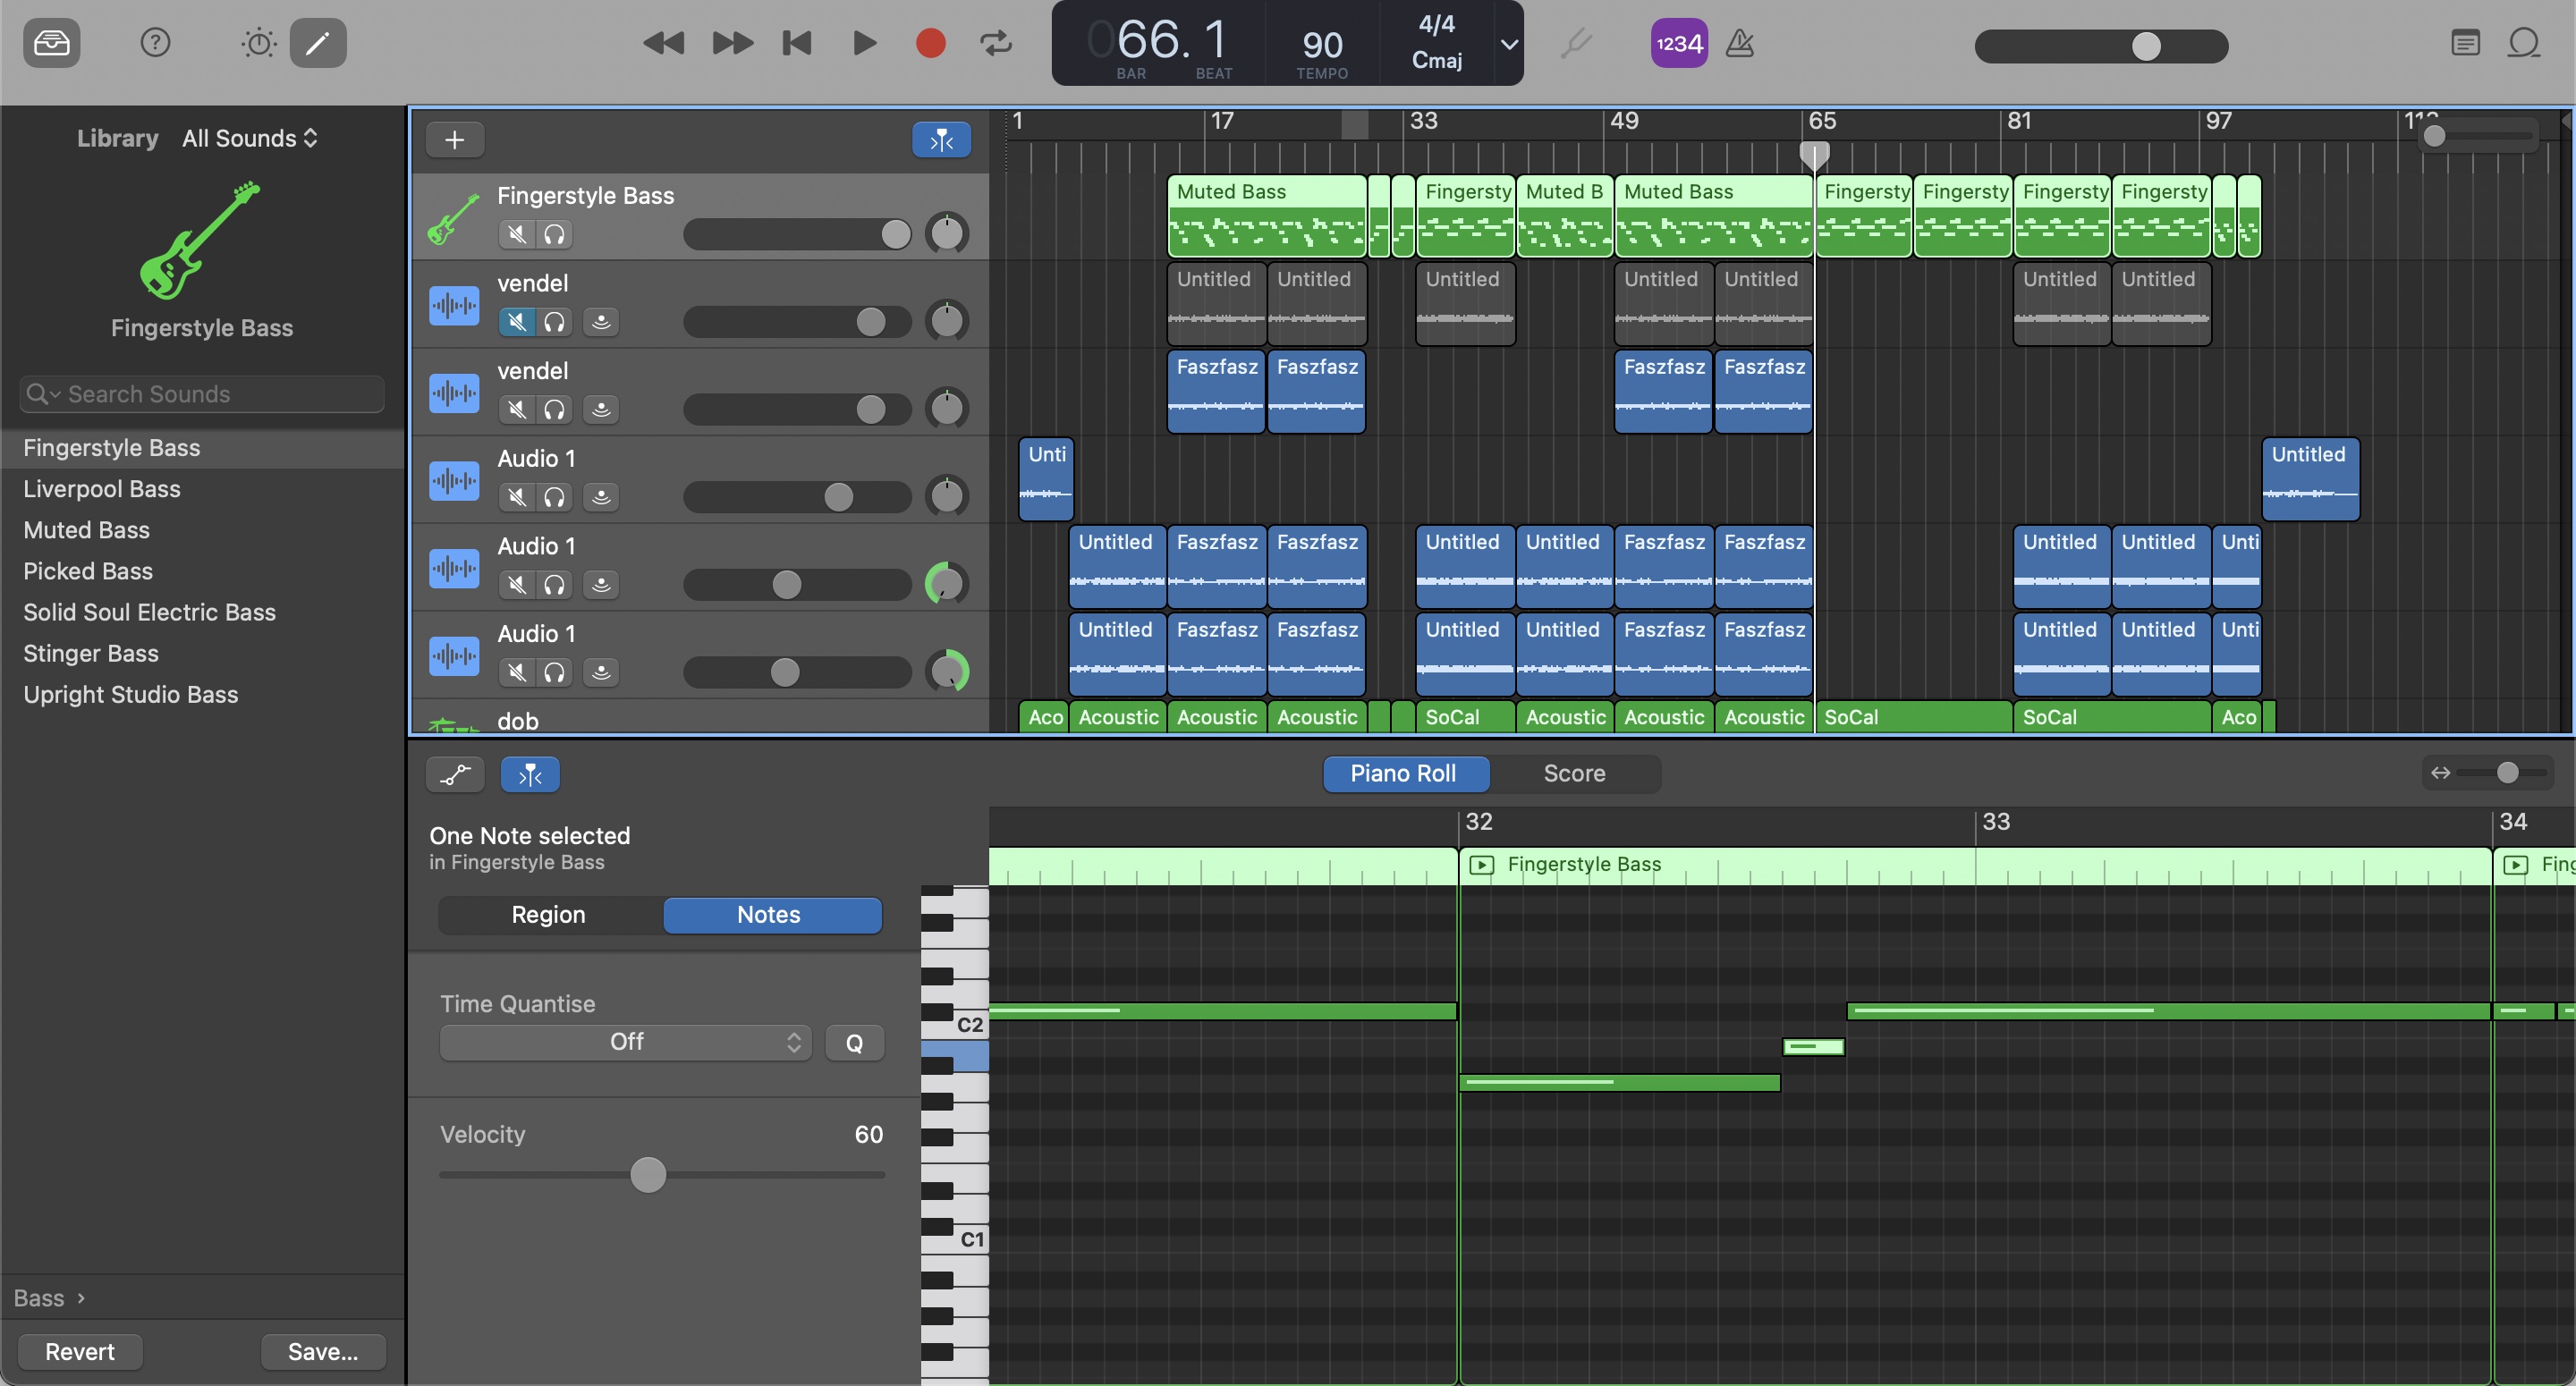 066. 1
BAR BEAT
90
TEMPO
4/4
Cmaj
1234
Library All Sounds
Fingerstyle Bass
Search Sounds
Fingerstyle Bass
Liverpool Bass
Muted Bass
Picked Bass
Solid Soul Electric Bass
Stinger Bass
Upright Studio Bass
Bass >
Revert Save...
1 17 33 49 65 81 97
Fingerstyle Bass
Muted Bass Fingersty Muted B Muted Bass Fingersty Fingersty Fingersty Fingersty
vendel
Untitled Untitled Untitled Untitled Untitled Untitled Untitled
vendel
Faszfasz Faszfasz Faszfasz Faszfasz
Audio 1
Unti Untitled
Audio 1
Untitled Faszfasz Faszfasz Untitled Untitled Faszfasz Faszfasz Untitled Untitled Unti
Audio 1
Untitled Faszfasz Faszfasz Untitled Untitled Faszfasz Faszfasz Untitled Untitled Unti
dob
Aco Acoustic Acoustic Acoustic SoCal Acoustic Acoustic Acoustic SoCal SoCal Aco
Piano Roll Score
One Note selected
in Fingerstyle Bass
Region Notes
Time Quantise
Off Q
Velocity 60
32 33 34
Fingerstyle Bass Fing
C2
C1